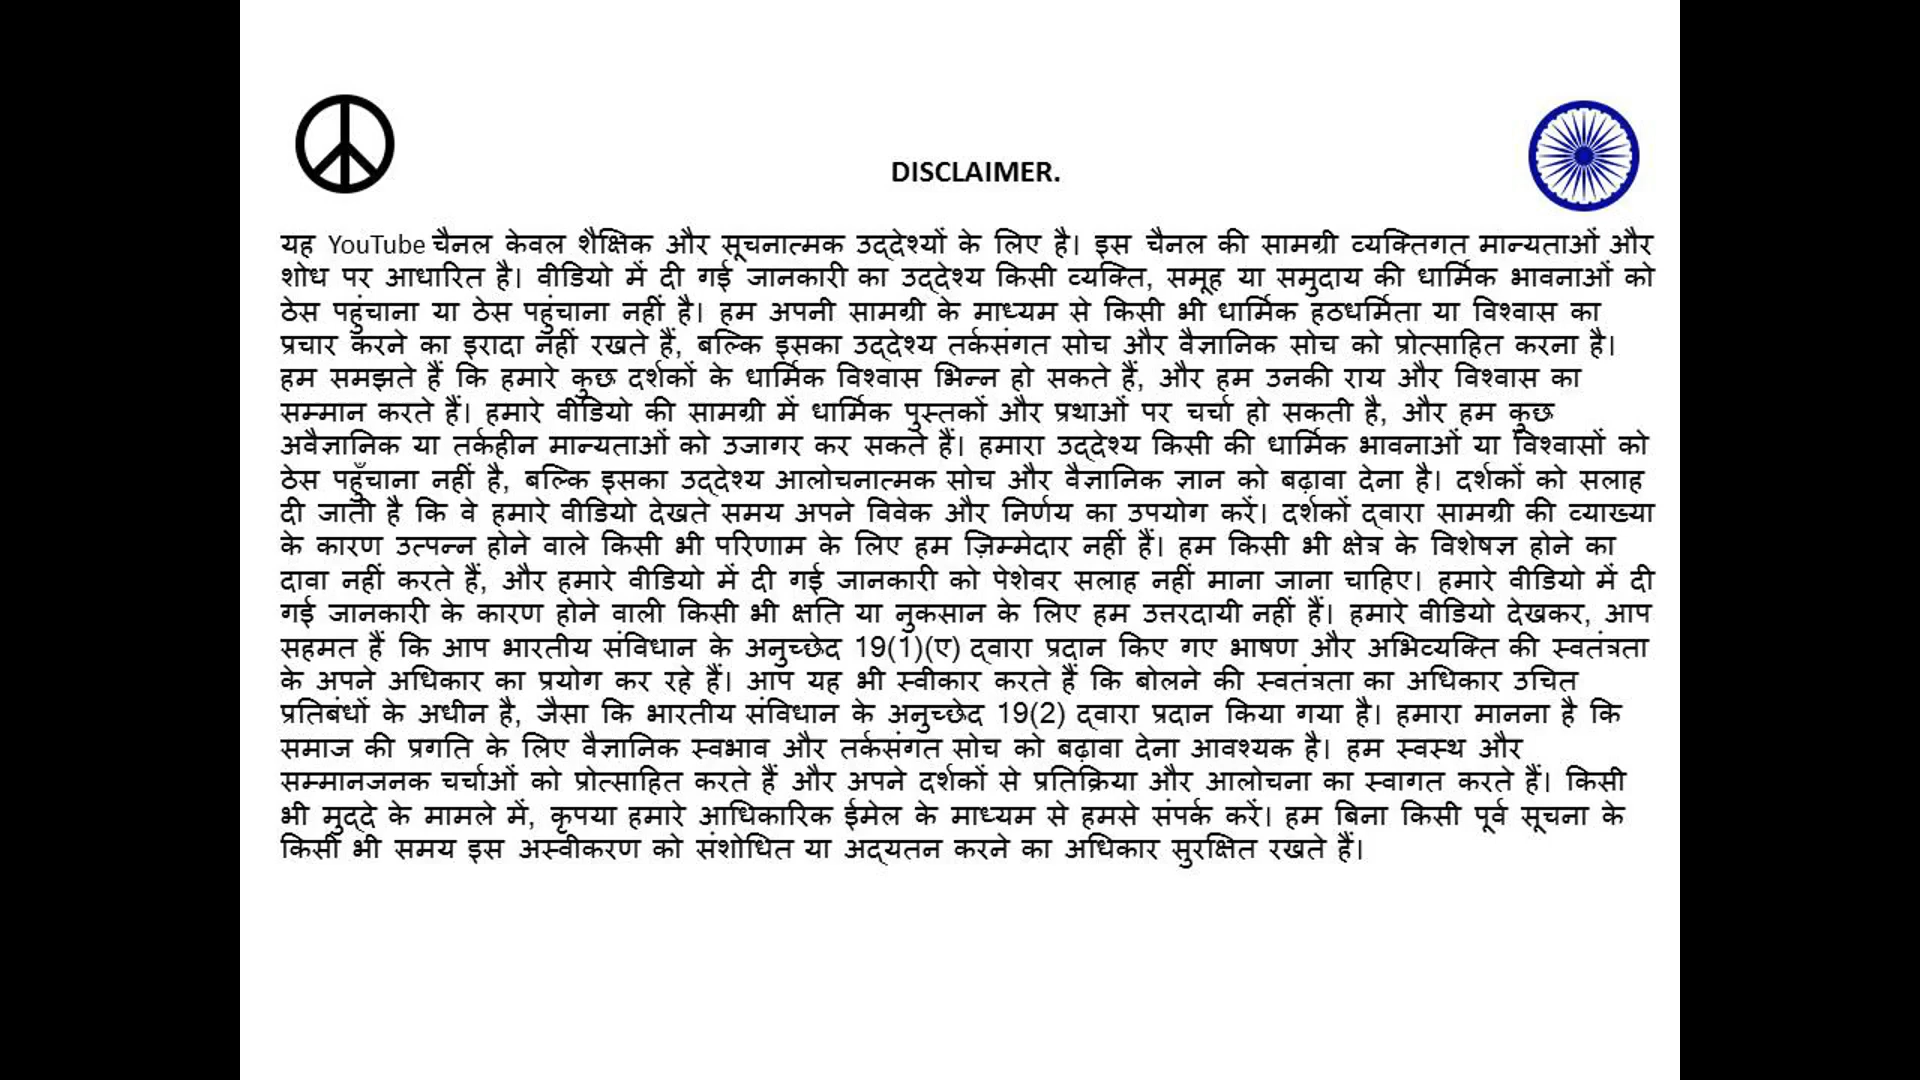 DISCLAIMER.
यह YouTube चैनल केवल शैक्षिक और सूचनात्मक उद्देश्यों के लिए है। इस चैनल की सामग्री व्यक्तिगत मान्यताओं और
शोध पर आधारित है। वीडियो में दी गई जानकारी का उद्देश्य किसी व्यक्ति, समूह या समुदाय की धार्मिक भावनाओं को
ठेस पहुंचाना या ठेस पहुंचाना नहीं है। हम अपनी सामग्री के माध्यम से किसी भी धार्मिक हठधर्मिता या विश्वास का
प्रचार करने का इरादा नहीं रखते हैं, बल्कि इसका उद्देश्य तर्कसंगत सोच और वैज्ञानिक सोच को प्रोत्साहित करना है।
हम समझते हैं कि हमारे कुछ दर्शकों के धार्मिक विश्वास भिन्न हो सकते हैं, और हम उनकी राय और विश्वास का
सम्मान करते हैं। हमारे वीडियो की सामग्री में धार्मिक पुस्तकों और प्रथाओं पर चर्चा हो सकती है, और हम कुछ
अवैज्ञानिक या तर्कहीन मान्यताओं को उजागर कर सकते हैं। हमारा उद्देश्य किसी की धार्मिक भावनाओं या विश्वासों को
ठेस पहुँचाना नहीं है, बल्कि इसका उद्देश्य आलोचनात्मक सोच और वैज्ञानिक ज्ञान को बढ़ावा देना है। दर्शकों को सलाह
दी जाती है कि वे हमारे वीडियो देखते समय अपने विवेक और निर्णय का उपयोग करें। दर्शकों द्वारा सामग्री की व्याख्या
के कारण उत्पन्न होने वाले किसी भी परिणाम के लिए हम ज़िम्मेदार नहीं हैं। हम किसी भी क्षेत्र के विशेषज्ञ होने का
दावा नहीं करते हैं, और हमारे वीडियो में दी गई जानकारी को पेशेवर सलाह नहीं माना जाना चाहिए। हमारे वीडियो में दी
गई जानकारी के कारण होने वाली किसी भी क्षति या नुकसान के लिए हम उत्तरदायी नहीं हैं। हमारे वीडियो देखकर, आप
सहमत हैं कि आप भारतीय संविधान के अनुच्छेद 19(1)(ए) द्वारा प्रदान किए गए भाषण और अभिव्यक्ति की स्वतंत्रता
के अपने अधिकार का प्रयोग कर रहे हैं। आप यह भी स्वीकार करते हैं कि बोलने की स्वतंत्रता का अधिकार उचित
प्रतिबंधों के अधीन है, जैसा कि भारतीय संविधान के अनुच्छेद 19(2) द्वारा प्रदान किया गया है। हमारा मानना है कि
समाज की प्रगति के लिए वैज्ञानिक स्वभाव और तर्कसंगत सोच को बढ़ावा देना आवश्यक है। हम स्वस्थ और
सम्मानजनक चर्चाओं को प्रोत्साहित करते हैं और अपने दर्शकों से प्रतिक्रिया और आलोचना का स्वागत करते हैं। किसी
भी मुद्दे के मामले में, कृपया हमारे आधिकारिक ईमेल के माध्यम से हमसे संपर्क करें। हम बिना किसी पूर्व सूचना के
किसी भी समय इस अस्वीकरण को संशोधित या अद्यतन करने का अधिकार सुरक्षित रखते हैं।